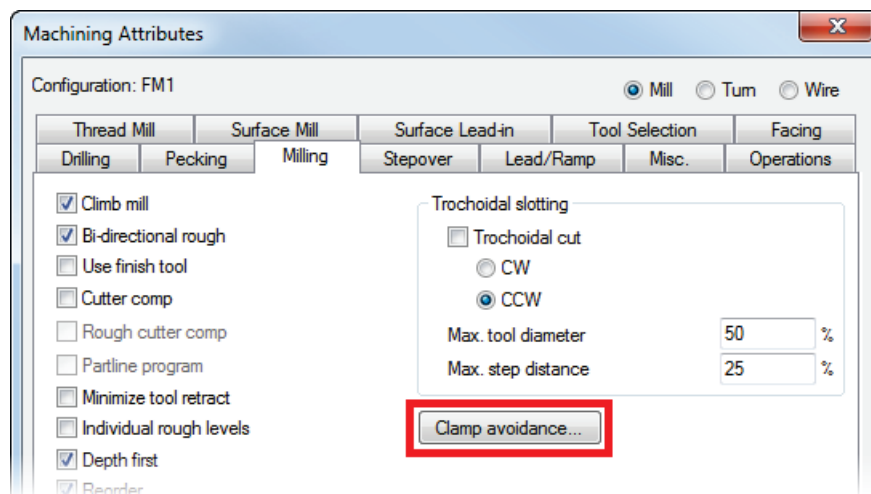 Machining Attributes
Configuration: FM1
Mill Turn Wire
Thread Mill Surface Mill Surface Lead-in Tool Selection Facing
Drilling Pecking Milling Stepover Lead/Ramp Misc. Operations
Climb mill
Bi-directional rough
Use finish tool
Cutter comp
Rough cutter comp
Partline program
Minimize tool retract
Individual rough levels
Depth first
Reorder
Trochoidal slotting
Trochoidal cut
CW
CCW
Max. tool diameter 50 %
Max. step distance 25 %
Clamp avoidance...